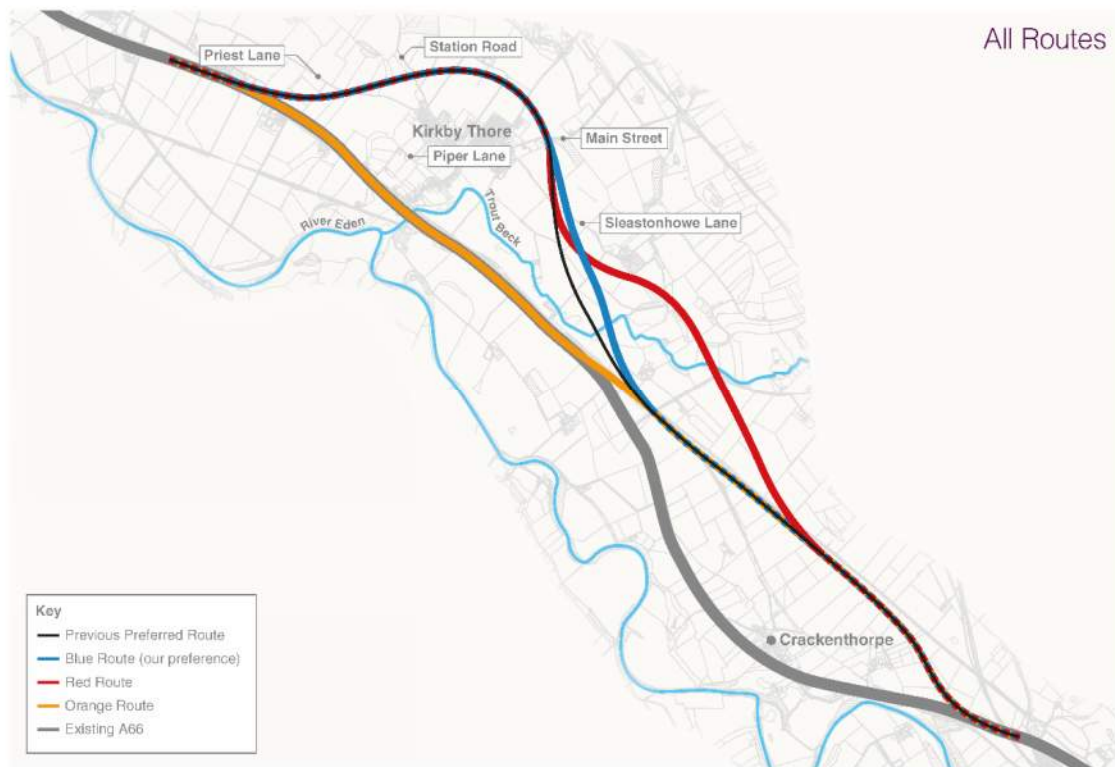 All Routes
Station Road
Priest Lane
Kirkby Thore
Main Street
Piper Lane
Trout Beck
River Eden
Sleastonhowe Lane
Key
Previous Preferred Route
Blue Route (our preference)
Red Route
Orange Route
Existing A66
Crackenthorpe